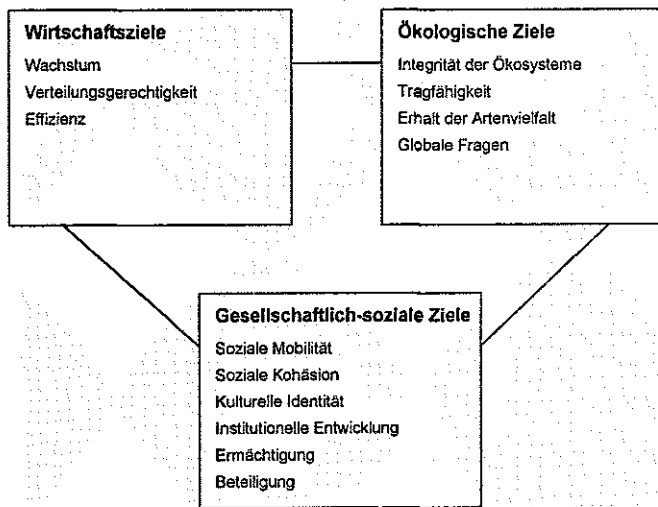 Wirtschaftsziele
Wachstum
Verteilungsgerechtigkeit
Effizienz
Ökologische Ziele
Integrität der Ökosysteme
Tragfähigkeit
Erhalt der Artenvielfalt
Globale Fragen
Gesellschaftlich-soziale Ziele
Soziale Mobilität
Soziale Kohäsion
Kulturelle Identität
Institutionelle Entwicklung
Ermächtigung
Beteiligung